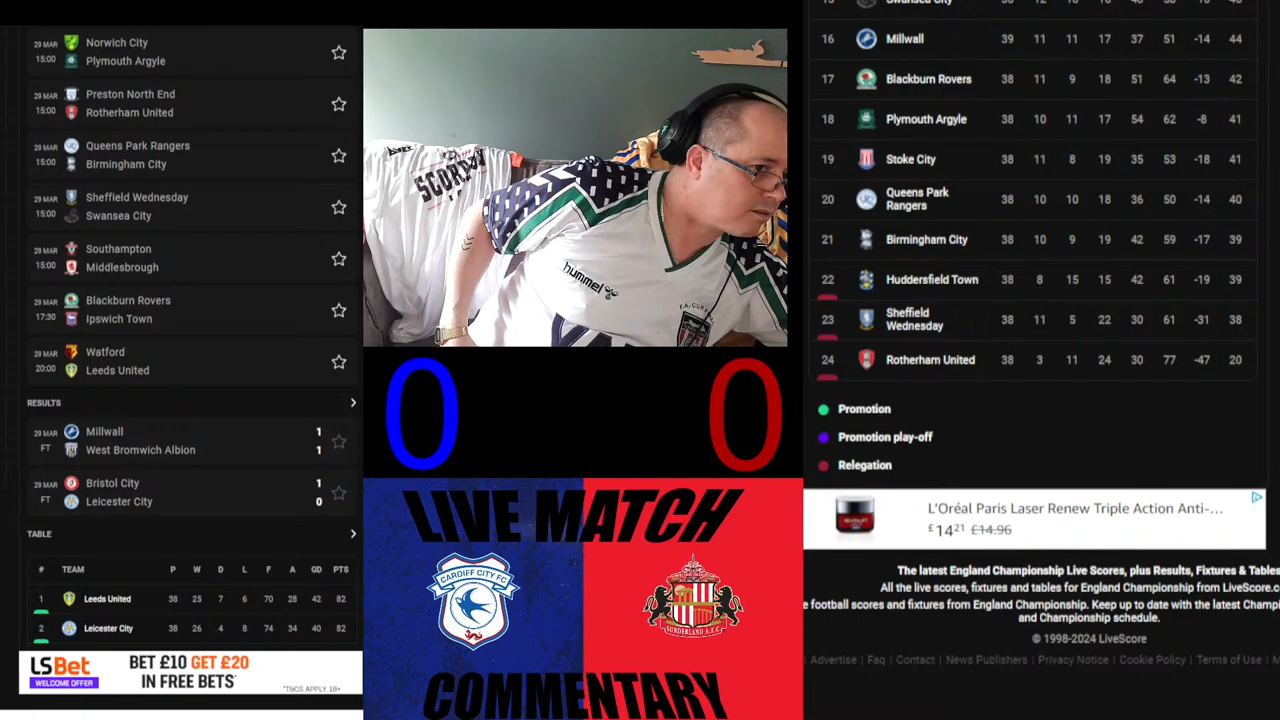 29 MAR
15:00
Norwich City
Plymouth Argyle
29 MAR
15:00
Preston North End
Rotherham United
29 MAR
15:00
Queens Park Rangers
Birmingham City
29 MAR
15:00
Sheffield Wednesday
Swansea City
29 MAR
15:00
Southampton
Middlesbrough
29 MAR
17:30
Blackburn Rovers
Ipswich Town
29 MAR
20:00
Watford
Leeds United
RESULTS
29 MAR
FT
Millwall 1
West Bromwich Albion 1
29 MAR
FT
Bristol City 1
Leicester City 0
TABLE
# TEAM P W D L F A GD PTS
1 Leeds United 38 25 7 6 70 28 42 82
2 Leicester City 38 26 4 8 74 34 40 82
LSBet
WELCOME OFFER
BET £10 GET £20
IN FREE BETS*
*T&CS APPLY 18+
hummel
0 0
LIVE MATCH
CARDIFF CITY FC
SUNDERLAND A.F.C
COMMENTARY
16 Millwall 39 11 11 17 37 51 -14 44
17 Blackburn Rovers 38 11 9 18 51 64 -13 42
18 Plymouth Argyle 38 10 11 17 54 62 -8 41
19 Stoke City 38 11 8 19 35 53 -18 41
20 Queens Park
Rangers 38 10 10 18 36 50 -14 40
21 Birmingham City 38 10 9 19 42 59 -17 39
22 Huddersfield Town 38 8 15 15 42 61 -19 39
23 Sheffield
Wednesday 38 11 5 22 30 61 -31 38
24 Rotherham United 38 3 11 24 30 77 -47 20
Promotion
Promotion play-off
Relegation
L'Oréal Paris Laser Renew Triple Action Anti-...
£14 21 £14.96
The latest England Championship Live Scores, plus Results, Fixtures & Tables
All the live scores, fixtures and tables for England Championship from LiveScore.c
e football scores and fixtures from England Championship. Keep up to date with the latest Champi
Championship schedule.
© 1998-2024 LiveScore
Advertise | Faq | Contact | News Publishers | Privacy Notice | Cookie Policy | Terms of Use | M